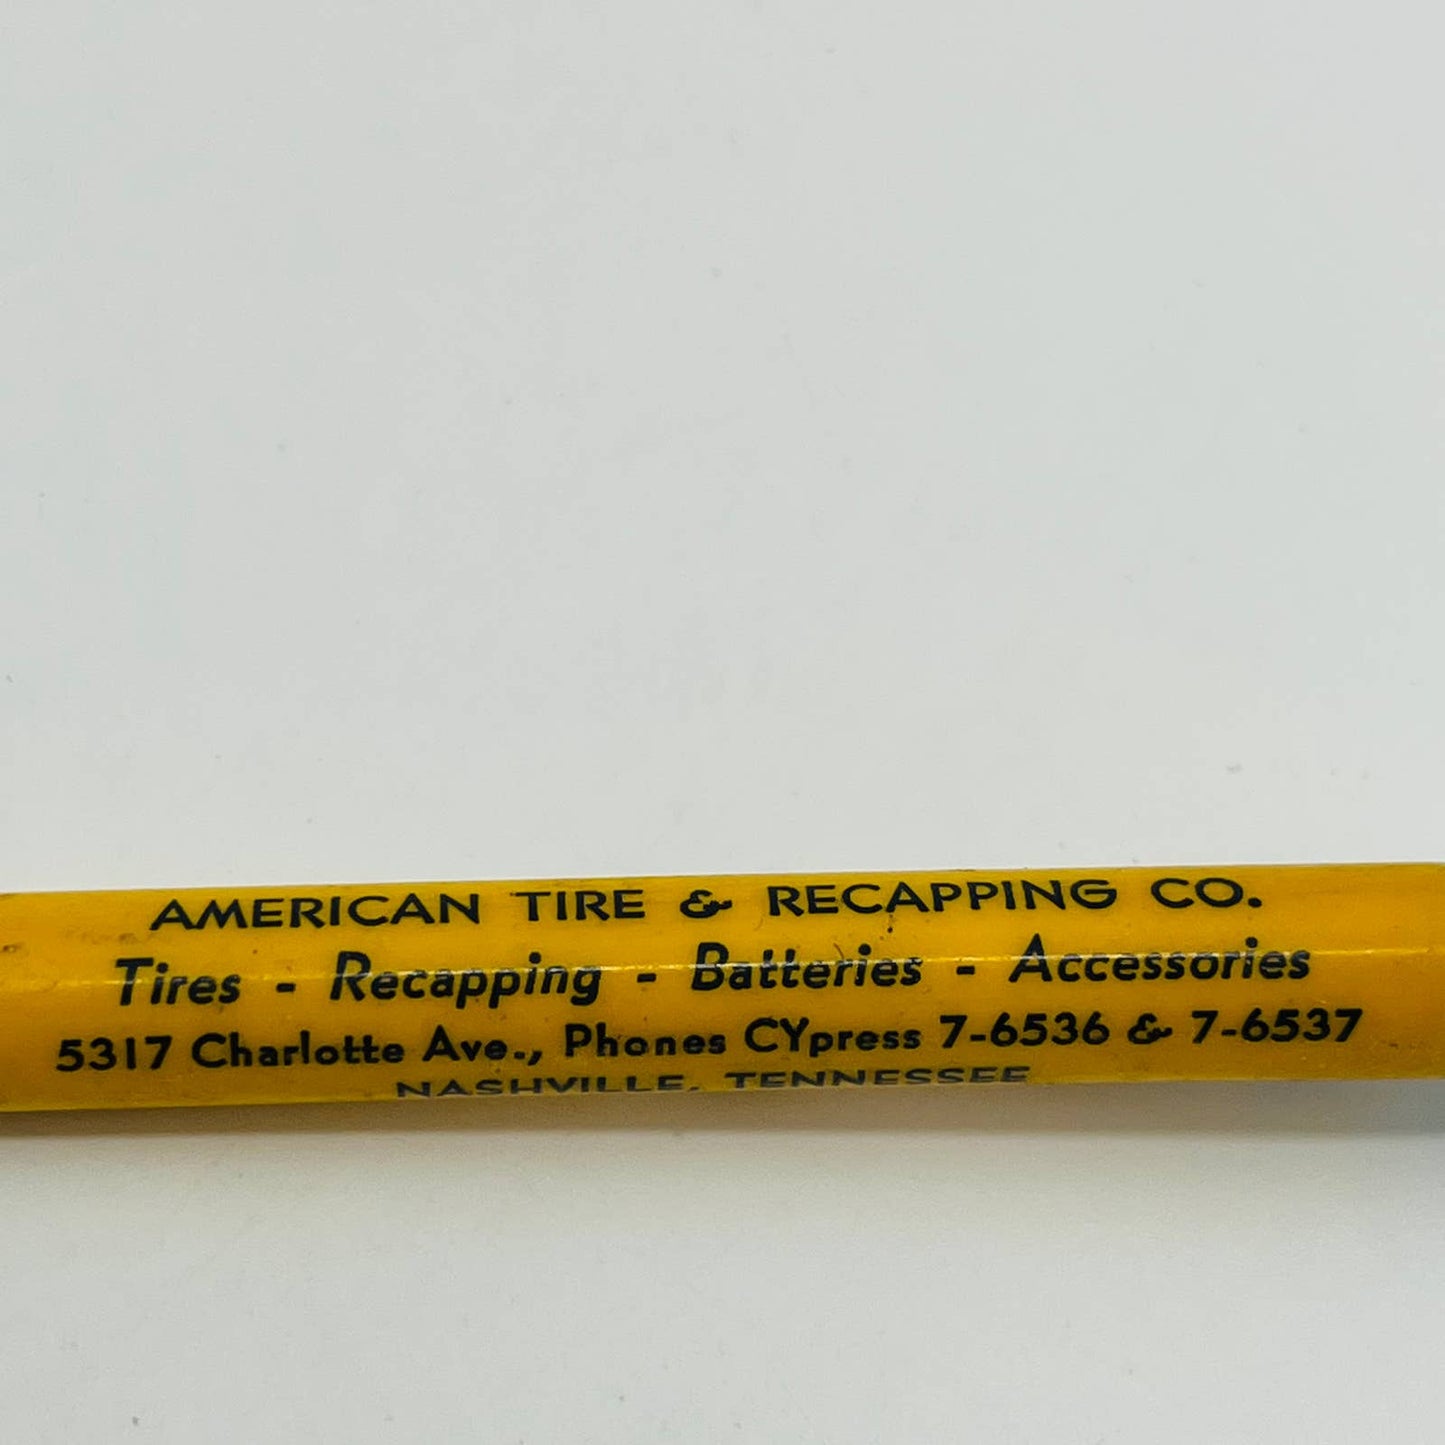 AMERICAN TIRE & RECAPPING CO.
Tires - Recapping - Batteries - Accessories
5317 Charlotte Ave., Phones CYpress 7-6536 & 7-6537
NASHVILLE, TENNESSEE